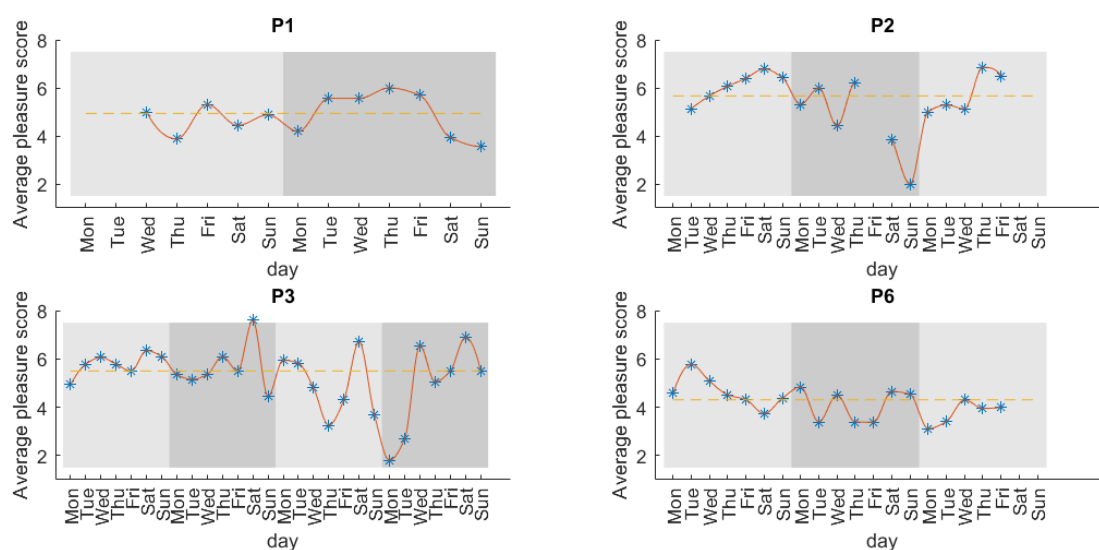 P1
Average pleasure score
8
6
4
2
Mon Tue Wed Thu Fri Sat Sun Mon Tue Wed Thu Fri Sat Sun
day
P2
Average pleasure score
8
6
4
2
Mon Tue Wed Thu Fri Sat Sun Mon Tue Wed Thu Fri Sat Sun Mon Tue Wed Thu Fri Sat Sun
day
P3
Average pleasure score
8
6
4
2
Mon Tue Wed Thu Fri Sat Sun Mon Tue Wed Thu Fri Sat Sun Mon Tue Wed Thu Fri Sat Sun Mon Tue Wed Thu Fri Sat Sun
day
P6
Average pleasure score
8
6
4
2
Mon Tue Wed Thu Fri Sat Sun Mon Tue Wed Thu Fri Sat Sun Mon Tue Wed Thu Fri Sat Sun
day